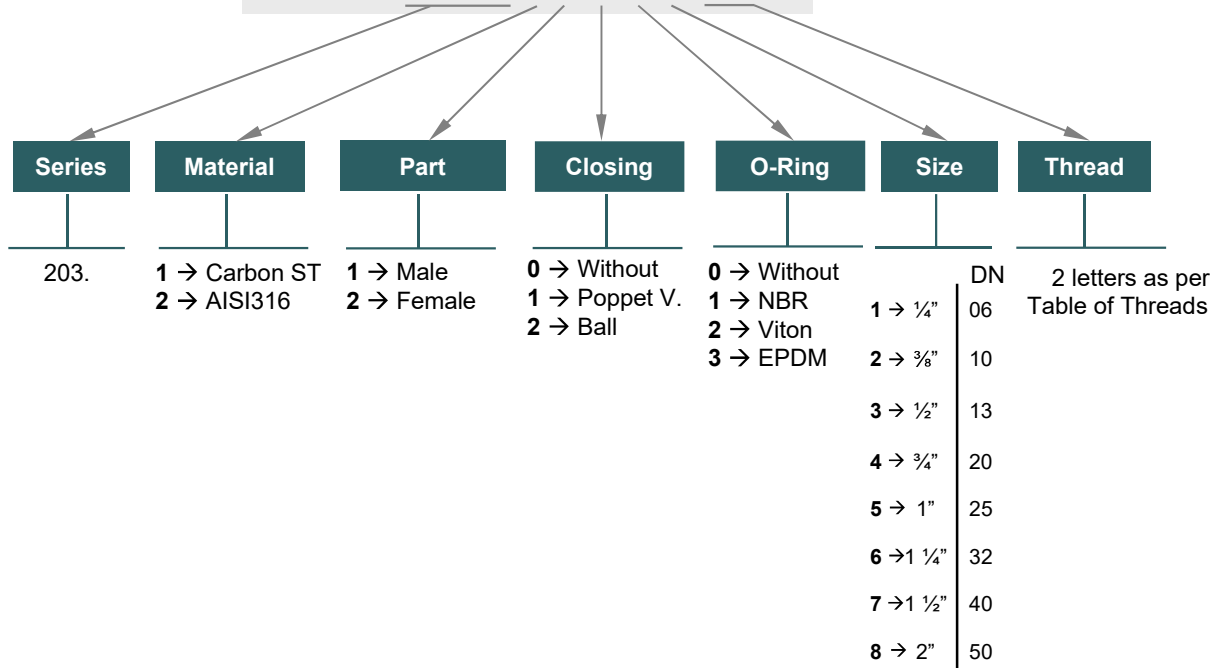 Series
Material
Part
Closing
O-Ring
Size
Thread
203.
1 → Carbon ST
2 → AISI316
1 → Male
2 → Female
0 → Without
1 → Poppet V.
2 → Ball
0 → Without
1 → NBR
2 → Viton
3 → EPDM
DN
1 → ¼” 06
2 → ⅜” 10
3 → ½” 13
4 → ¾” 20
5 → 1” 25
6 →1 ¼” 32
7 →1 ½” 40
8 → 2” 50
2 letters as per
Table of Threads